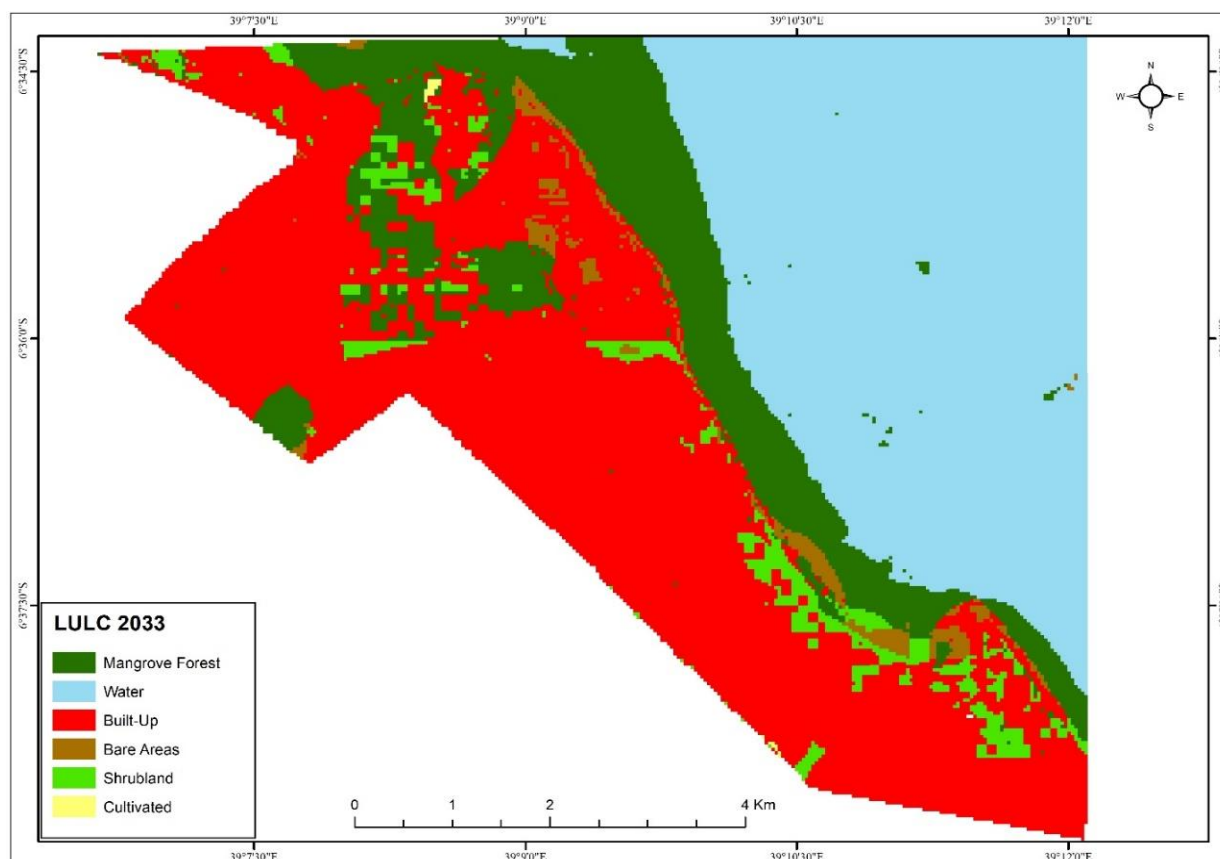 39°7'30"E 39°9'0"E 39°10'30"E 39°12'0"E
6°34'30"S
N
W E
S
6°36'0"S
6°37'30"S
LULC 2033
Mangrove Forest
Water
Built-Up
Bare Areas
Shrubland
Cultivated
0 1 2 4 Km
39°7'30"E 39°9'0"E 39°10'30"E 39°12'0"E